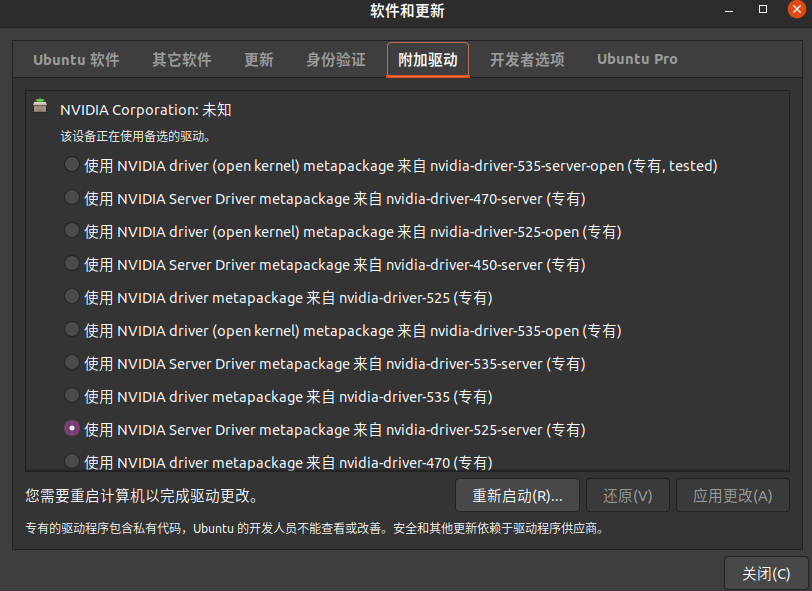 软件和更新
Ubuntu 软件 其它软件 更新 身份验证 附加驱动 开发者选项 Ubuntu Pro
NVIDIA Corporation: 未知
该设备正在使用备选的驱动。
使用 NVIDIA driver (open kernel) metapackage 来自 nvidia-driver-535-server-open (专有, tested)
使用 NVIDIA Server Driver metapackage 来自 nvidia-driver-470-server (专有)
使用 NVIDIA driver (open kernel) metapackage 来自 nvidia-driver-525-open (专有)
使用 NVIDIA Server Driver metapackage 来自 nvidia-driver-450-server (专有)
使用 NVIDIA driver metapackage 来自 nvidia-driver-525 (专有)
使用 NVIDIA driver (open kernel) metapackage 来自 nvidia-driver-535-open (专有)
使用 NVIDIA Server Driver metapackage 来自 nvidia-driver-535-server (专有)
使用 NVIDIA driver metapackage 来自 nvidia-driver-535 (专有)
使用 NVIDIA Server Driver metapackage 来自 nvidia-driver-525-server (专有)
使用 NVIDIA driver metapackage 来自 nvidia-driver-470 (专有)
您需要重启计算机以完成驱动更改。 重新启动(R)... 还原(V) 应用更改(A)
专有的驱动程序包含私有代码，Ubuntu 的开发人员不能查看或改善。安全和其他更新依赖于驱动程序供应商。
关闭(C)